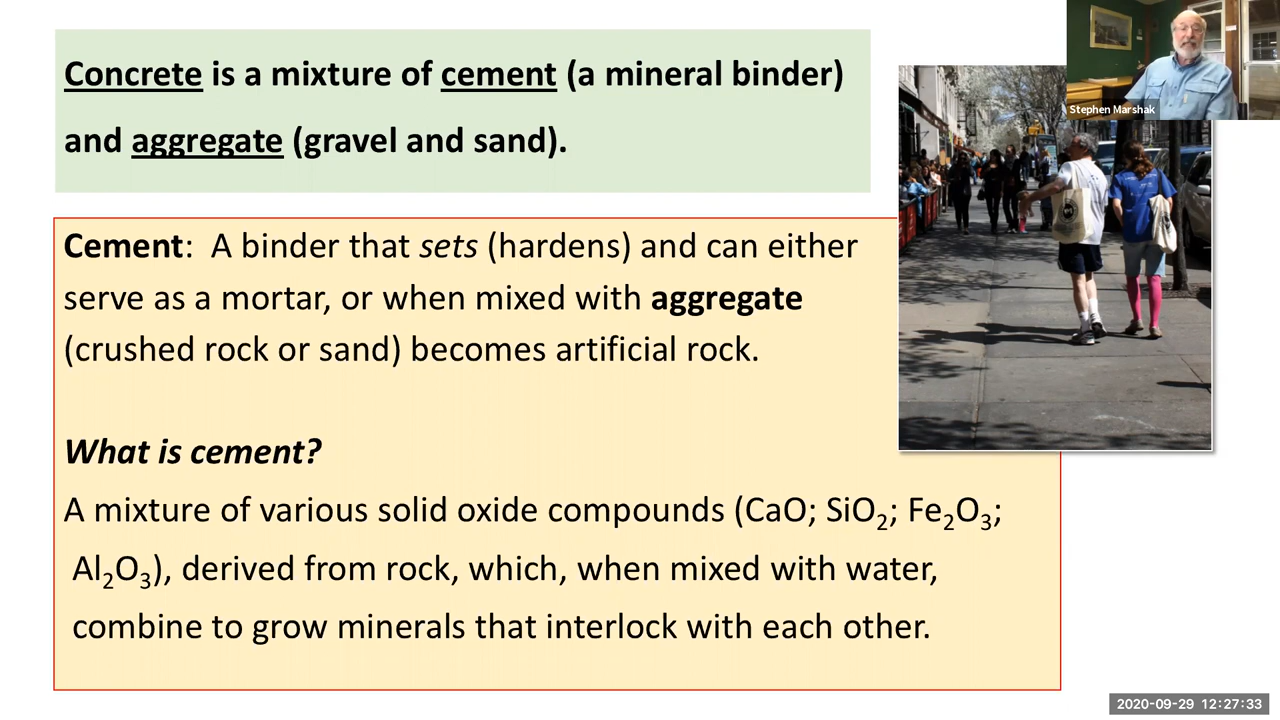 Concrete is a mixture of cement (a mineral binder)
and aggregate (gravel and sand).
Stephen Marshak
Cement:  A binder that sets (hardens) and can either
serve as a mortar, or when mixed with aggregate
(crushed rock or sand) becomes artificial rock.
What is cement?
A mixture of various solid oxide compounds (CaO; SiO₂; Fe₂O₃;
Al₂O₃), derived from rock, which, when mixed with water,
combine to grow minerals that interlock with each other.
2020-09-29 12:27:33